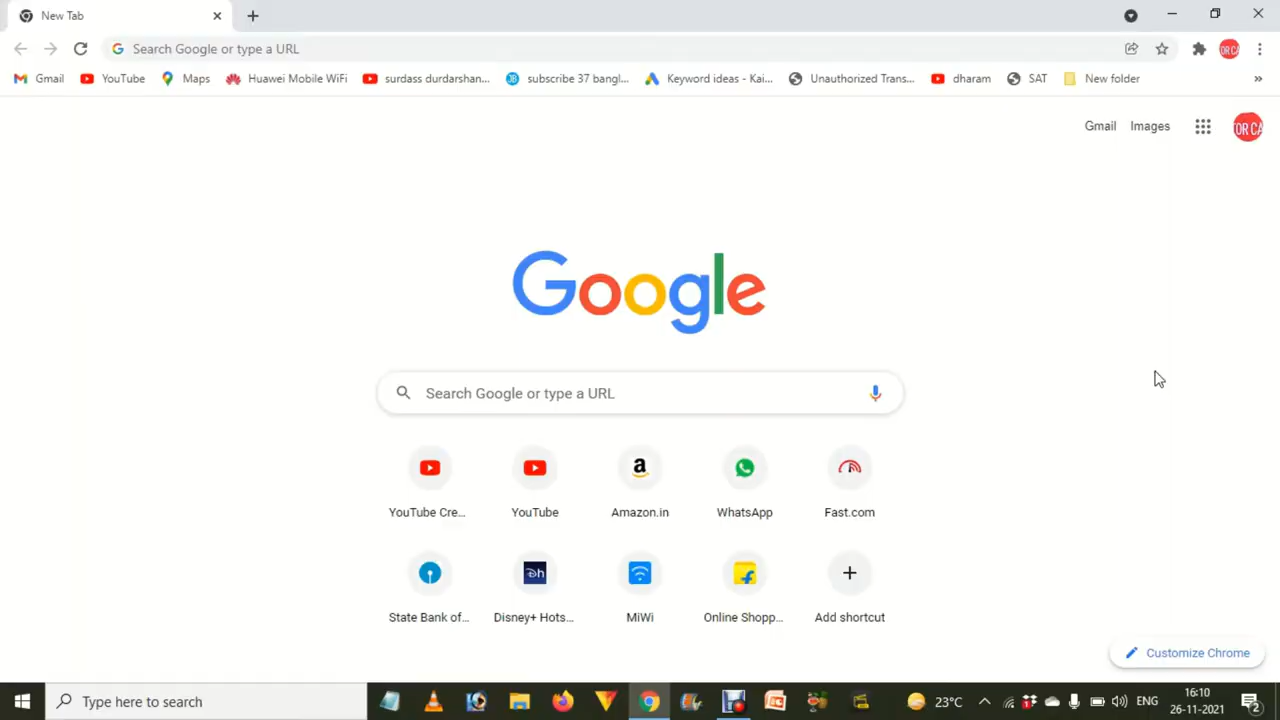 New Tab
Search Google or type a URL
Gmail YouTube Maps Huawei Mobile WiFi surdass durdarshan... subscribe 37 bangl... Keyword ideas - Kai... Unauthorized Trans... dharam SAT New folder »
Gmail Images
Google
Search Google or type a URL
YouTube Cre... YouTube Amazon.in WhatsApp Fast.com
State Bank of... Disney+ Hots... MiWi Online Shopp... Add shortcut
Customize Chrome
Type here to search
23°C ENG 16:10
26-11-2021 2